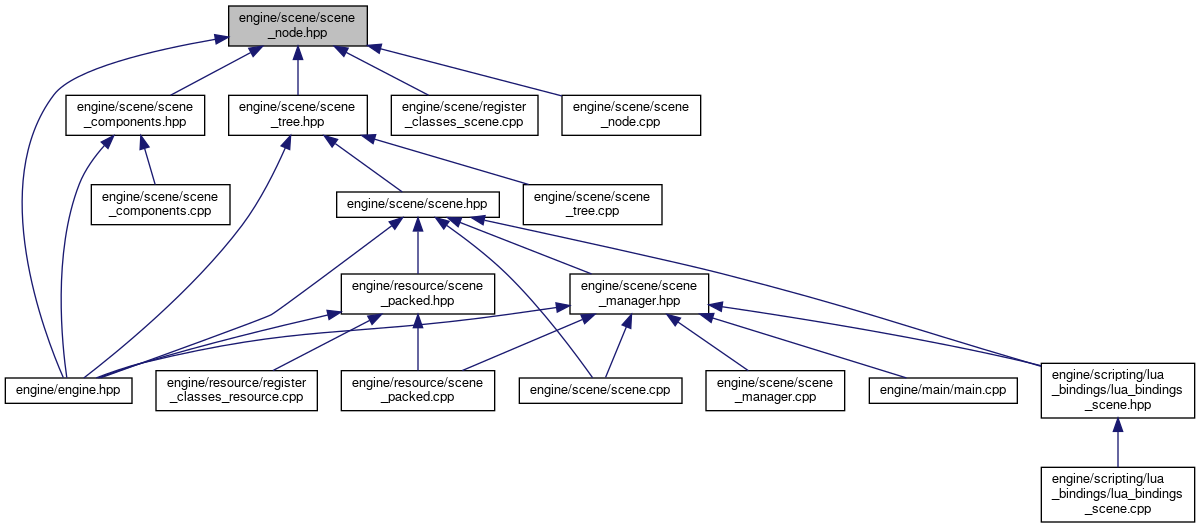 engine/scene/scene
_node.hpp
engine/scene/scene
_components.hpp
engine/scene/scene
_tree.hpp
engine/scene/register
_classes_scene.cpp
engine/scene/scene
_node.cpp
engine/scene/scene
_components.cpp
engine/scene/scene.hpp
engine/scene/scene
_tree.cpp
engine/resource/scene
_packed.hpp
engine/scene/scene
_manager.hpp
engine/engine.hpp
engine/resource/register
_classes_resource.cpp
engine/resource/scene
_packed.cpp
engine/scene/scene.cpp
engine/scene/scene
_manager.cpp
engine/main/main.cpp
engine/scripting/lua
_bindings/lua_bindings
_scene.hpp
engine/scripting/lua
_bindings/lua_bindings
_scene.cpp